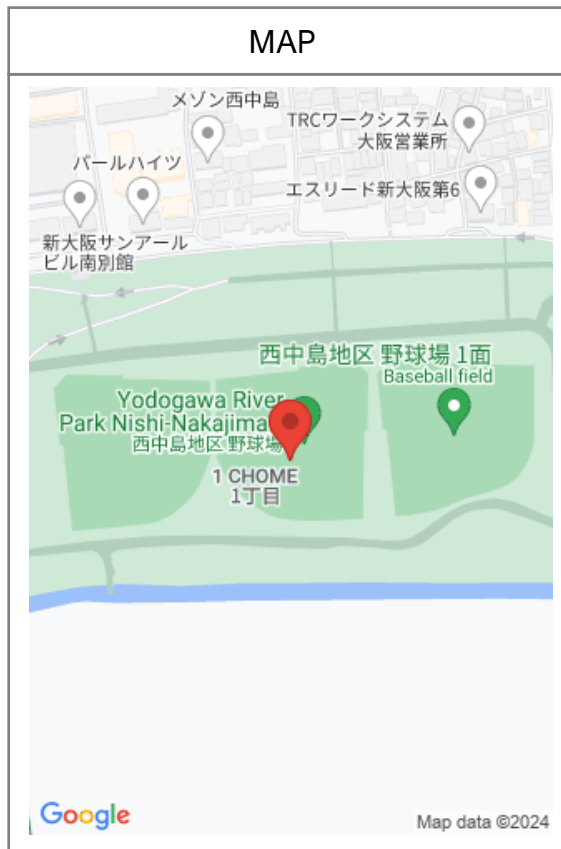 MAP
メゾン西中島
TRCワークシステム
大阪営業所
パールハイツ
エスリード新大阪第6
新大阪サンアール
ビル南別館
西中島地区 野球場 1面
Baseball field
Yodogawa River
Park Nishi-Nakajima
西中島地区 野球場
1 CHOME
1丁目
Google
Map data ©2024